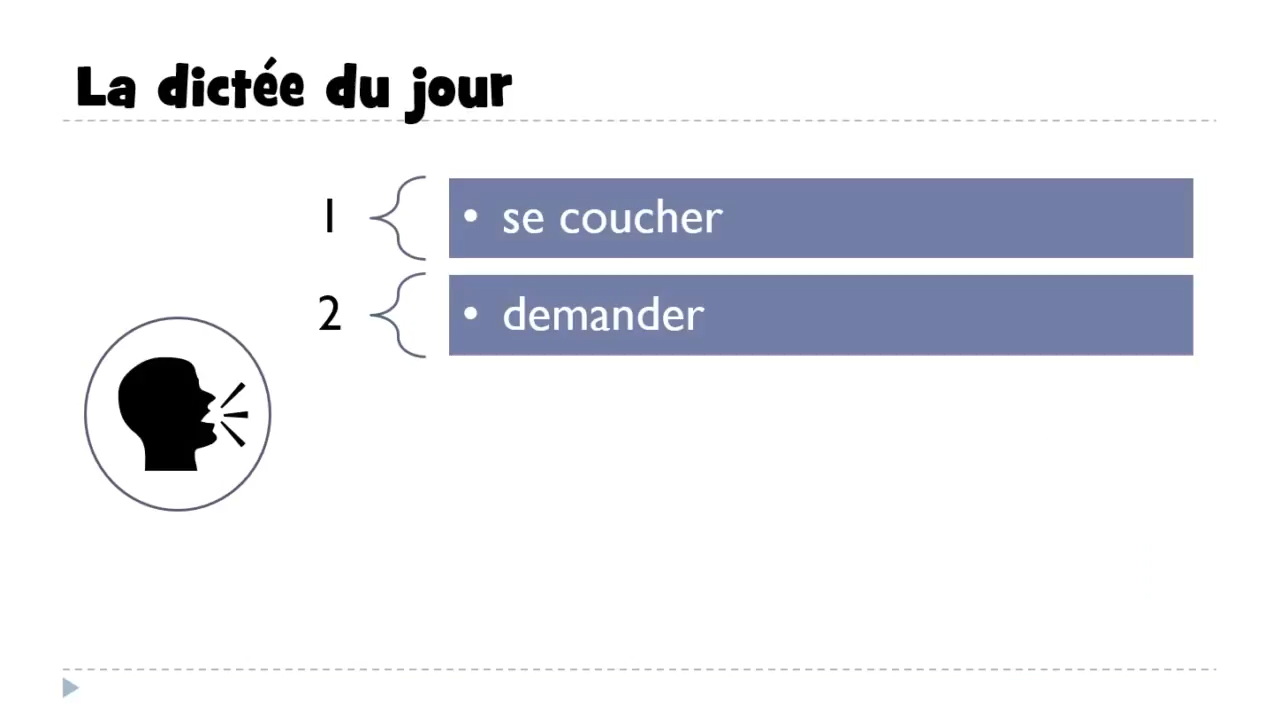 La dictée du jour
1
• se coucher
2
• demander